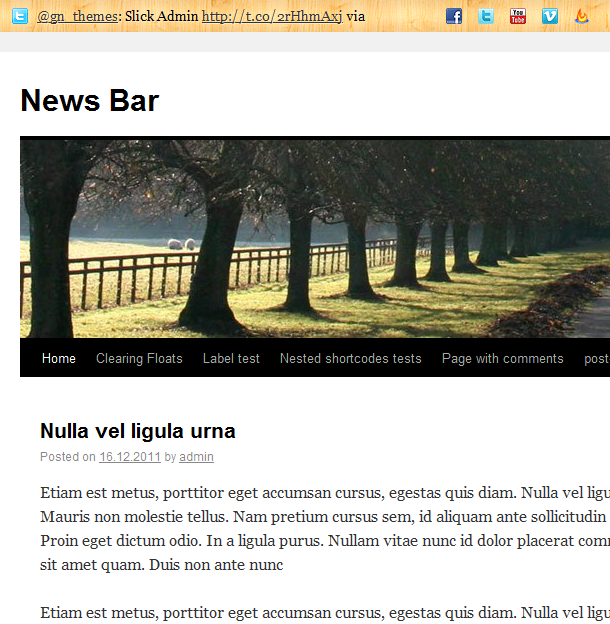 @gn_themes: Slick Admin http://t.co/2rHhmAxj via
You Tube
News Bar
Home Clearing Floats Label test Nested shortcodes tests Page with comments post
Nulla vel ligula urna
Posted on 16.12.2011 by admin
Etiam est metus, porttitor eget accumsan cursus, egestas quis diam. Nulla vel ligu
Mauris non molestie tellus. Nam pretium cursus sem, id aliquam ante sollicitudin
Proin eget dictum odio. In a ligula purus. Nullam vitae nunc id dolor placerat com
sit amet quam. Duis non ante nunc
Etiam est metus, porttitor eget accumsan cursus, egestas quis diam. Nulla vel ligu